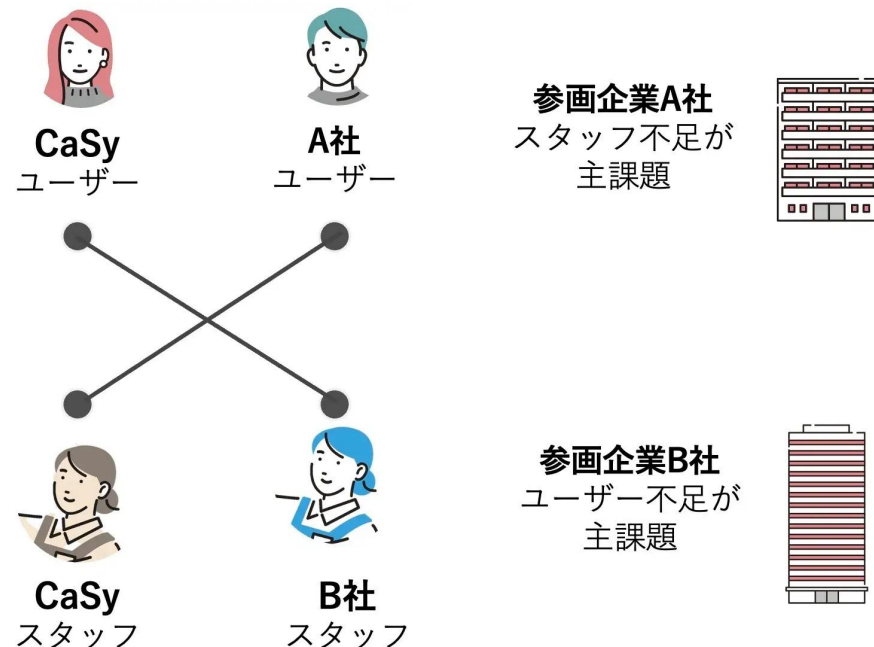 CaSy
ユーザー
A社
ユーザー
参画企業A社
スタッフ不足が
主課題
参画企業B社
ユーザー不足が
主課題
CaSy
スタッフ
B社
スタッフ